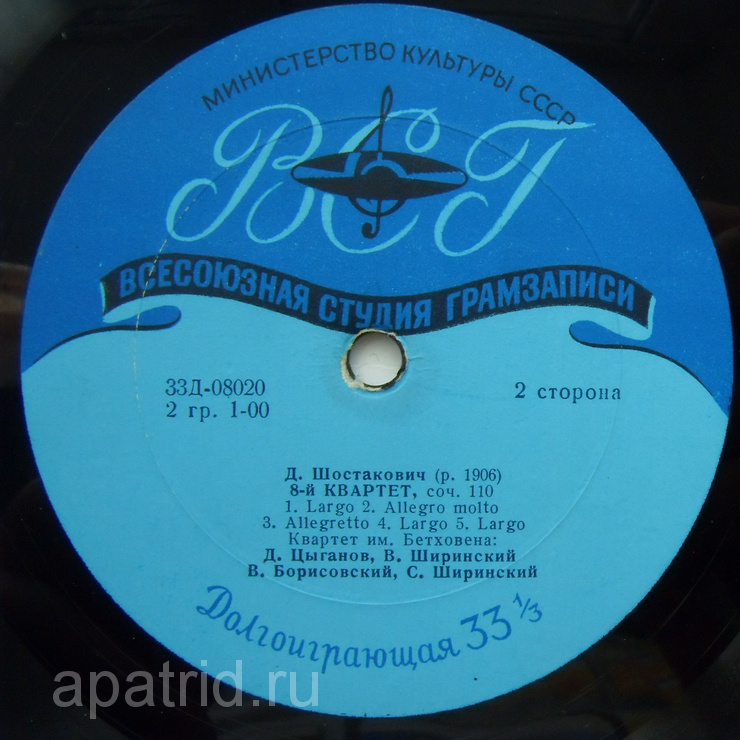 МИНИСТЕРСТВО КУЛЬТУРЫ СССР
ВСГ
ВСЕСОЮЗНАЯ СТУДИЯ ГРАМЗАПИСИ
33Д-08020
2 гр. 1-00
2 сторона
Д. Шостакович (р. 1906)
8-й КВАРТЕТ, соч. 110
1. Largo 2. Allegro molto
3. Allegretto 4. Largo 5. Largo
Квартет им. Бетховена:
Д. Цыганов, В. Ширинский
В. Борисовский, С. Ширинский
Долгоиграющая 33 1/3
apatrid.ru